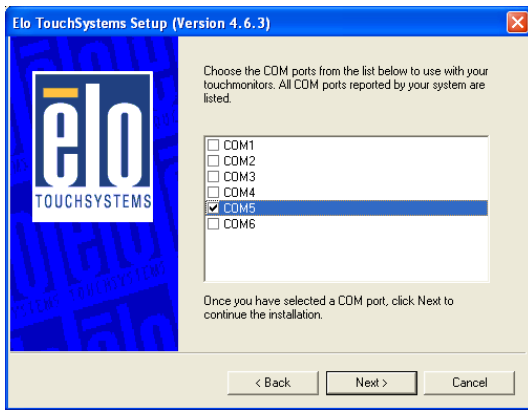 Elo TouchSystems Setup (Version 4.6.3)
elo
TOUCHSYSTEMS
Choose the COM ports from the list below to use with your
touchmonitors. All COM ports reported by your system are
listed.
COM1
COM2
COM3
COM4
COM5
COM6
Once you have selected a COM port, click Next to
continue the installation.
< Back
Next >
Cancel